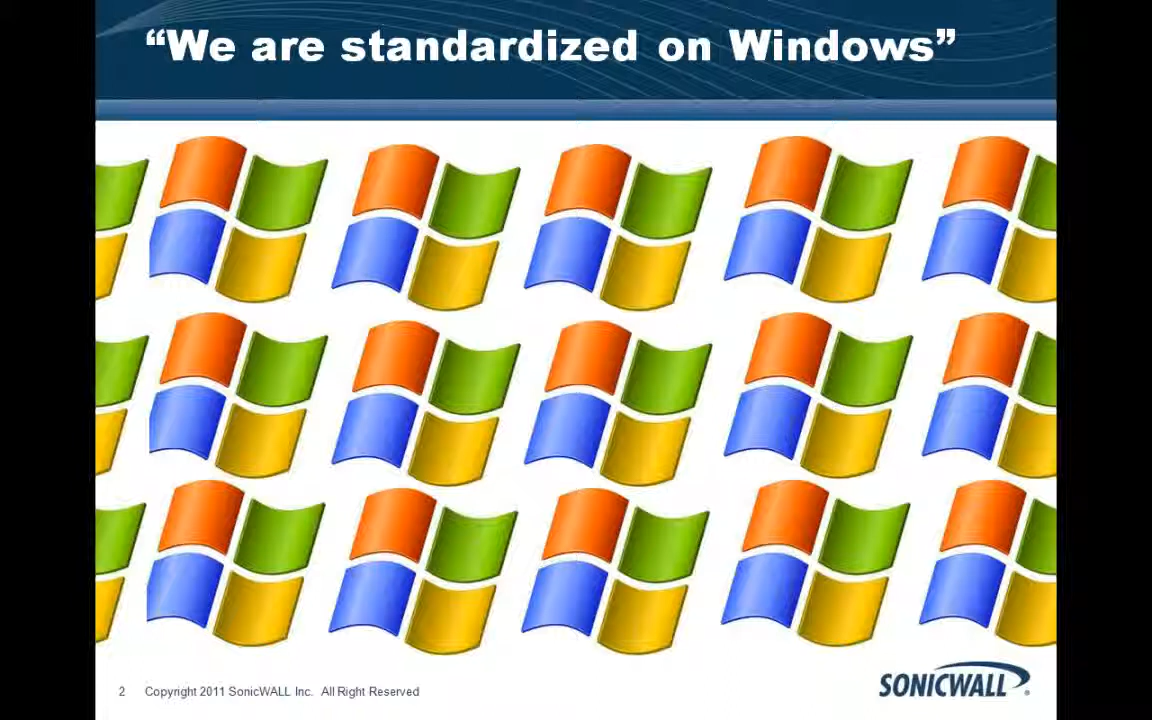 “We are standardized on Windows”
2 Copyright 2011 SonicWALL Inc. All Right Reserved
SONICWALL